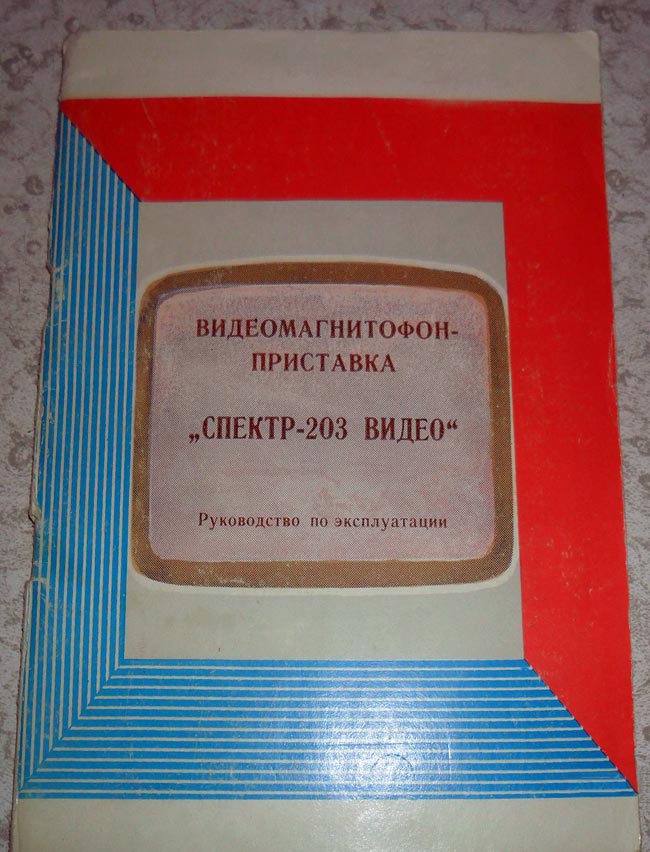 ВИДЕОМАГНИТОФОН-
ПРИСТАВКА
„СПЕКТР-203 ВИДЕО“
Руководство по эксплуатации